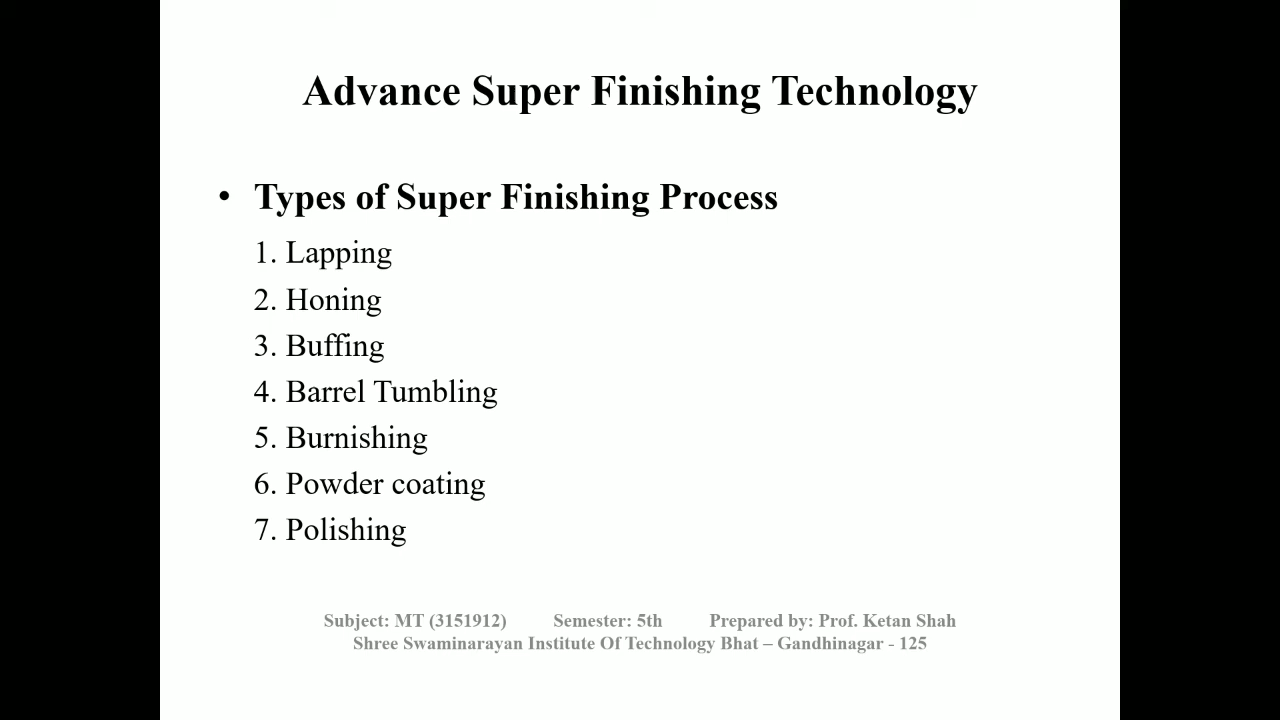 Advance Super Finishing Technology
• Types of Super Finishing Process
1. Lapping
2. Honing
3. Buffing
4. Barrel Tumbling
5. Burnishing
6. Powder coating
7. Polishing
Subject: MT (3151912) Semester: 5th Prepared by: Prof. Ketan Shah
Shree Swaminarayan Institute Of Technology Bhat – Gandhinagar - 125